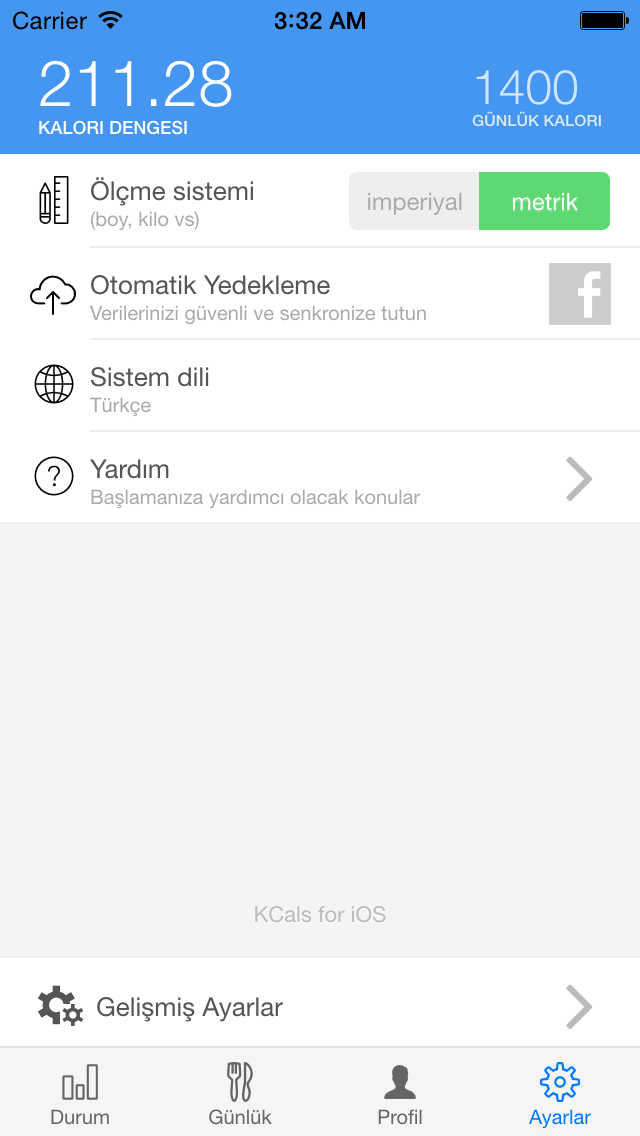 Carrier 3:32 AM
211.28 1400
KALORI DENGESI GÜNLÜK KALORI
Ölçme sistemi imperiyal metrik
(boy, kilo vs)
Otomatik Yedekleme f
Verilerinizi güvenli ve senkronize tutun
Sistem dili
Türkçe
? Yardım
Başlamanıza yardımcı olacak konular
KCals for iOS
Gelişmiş Ayarlar
Durum Günlük Profil Ayarlar